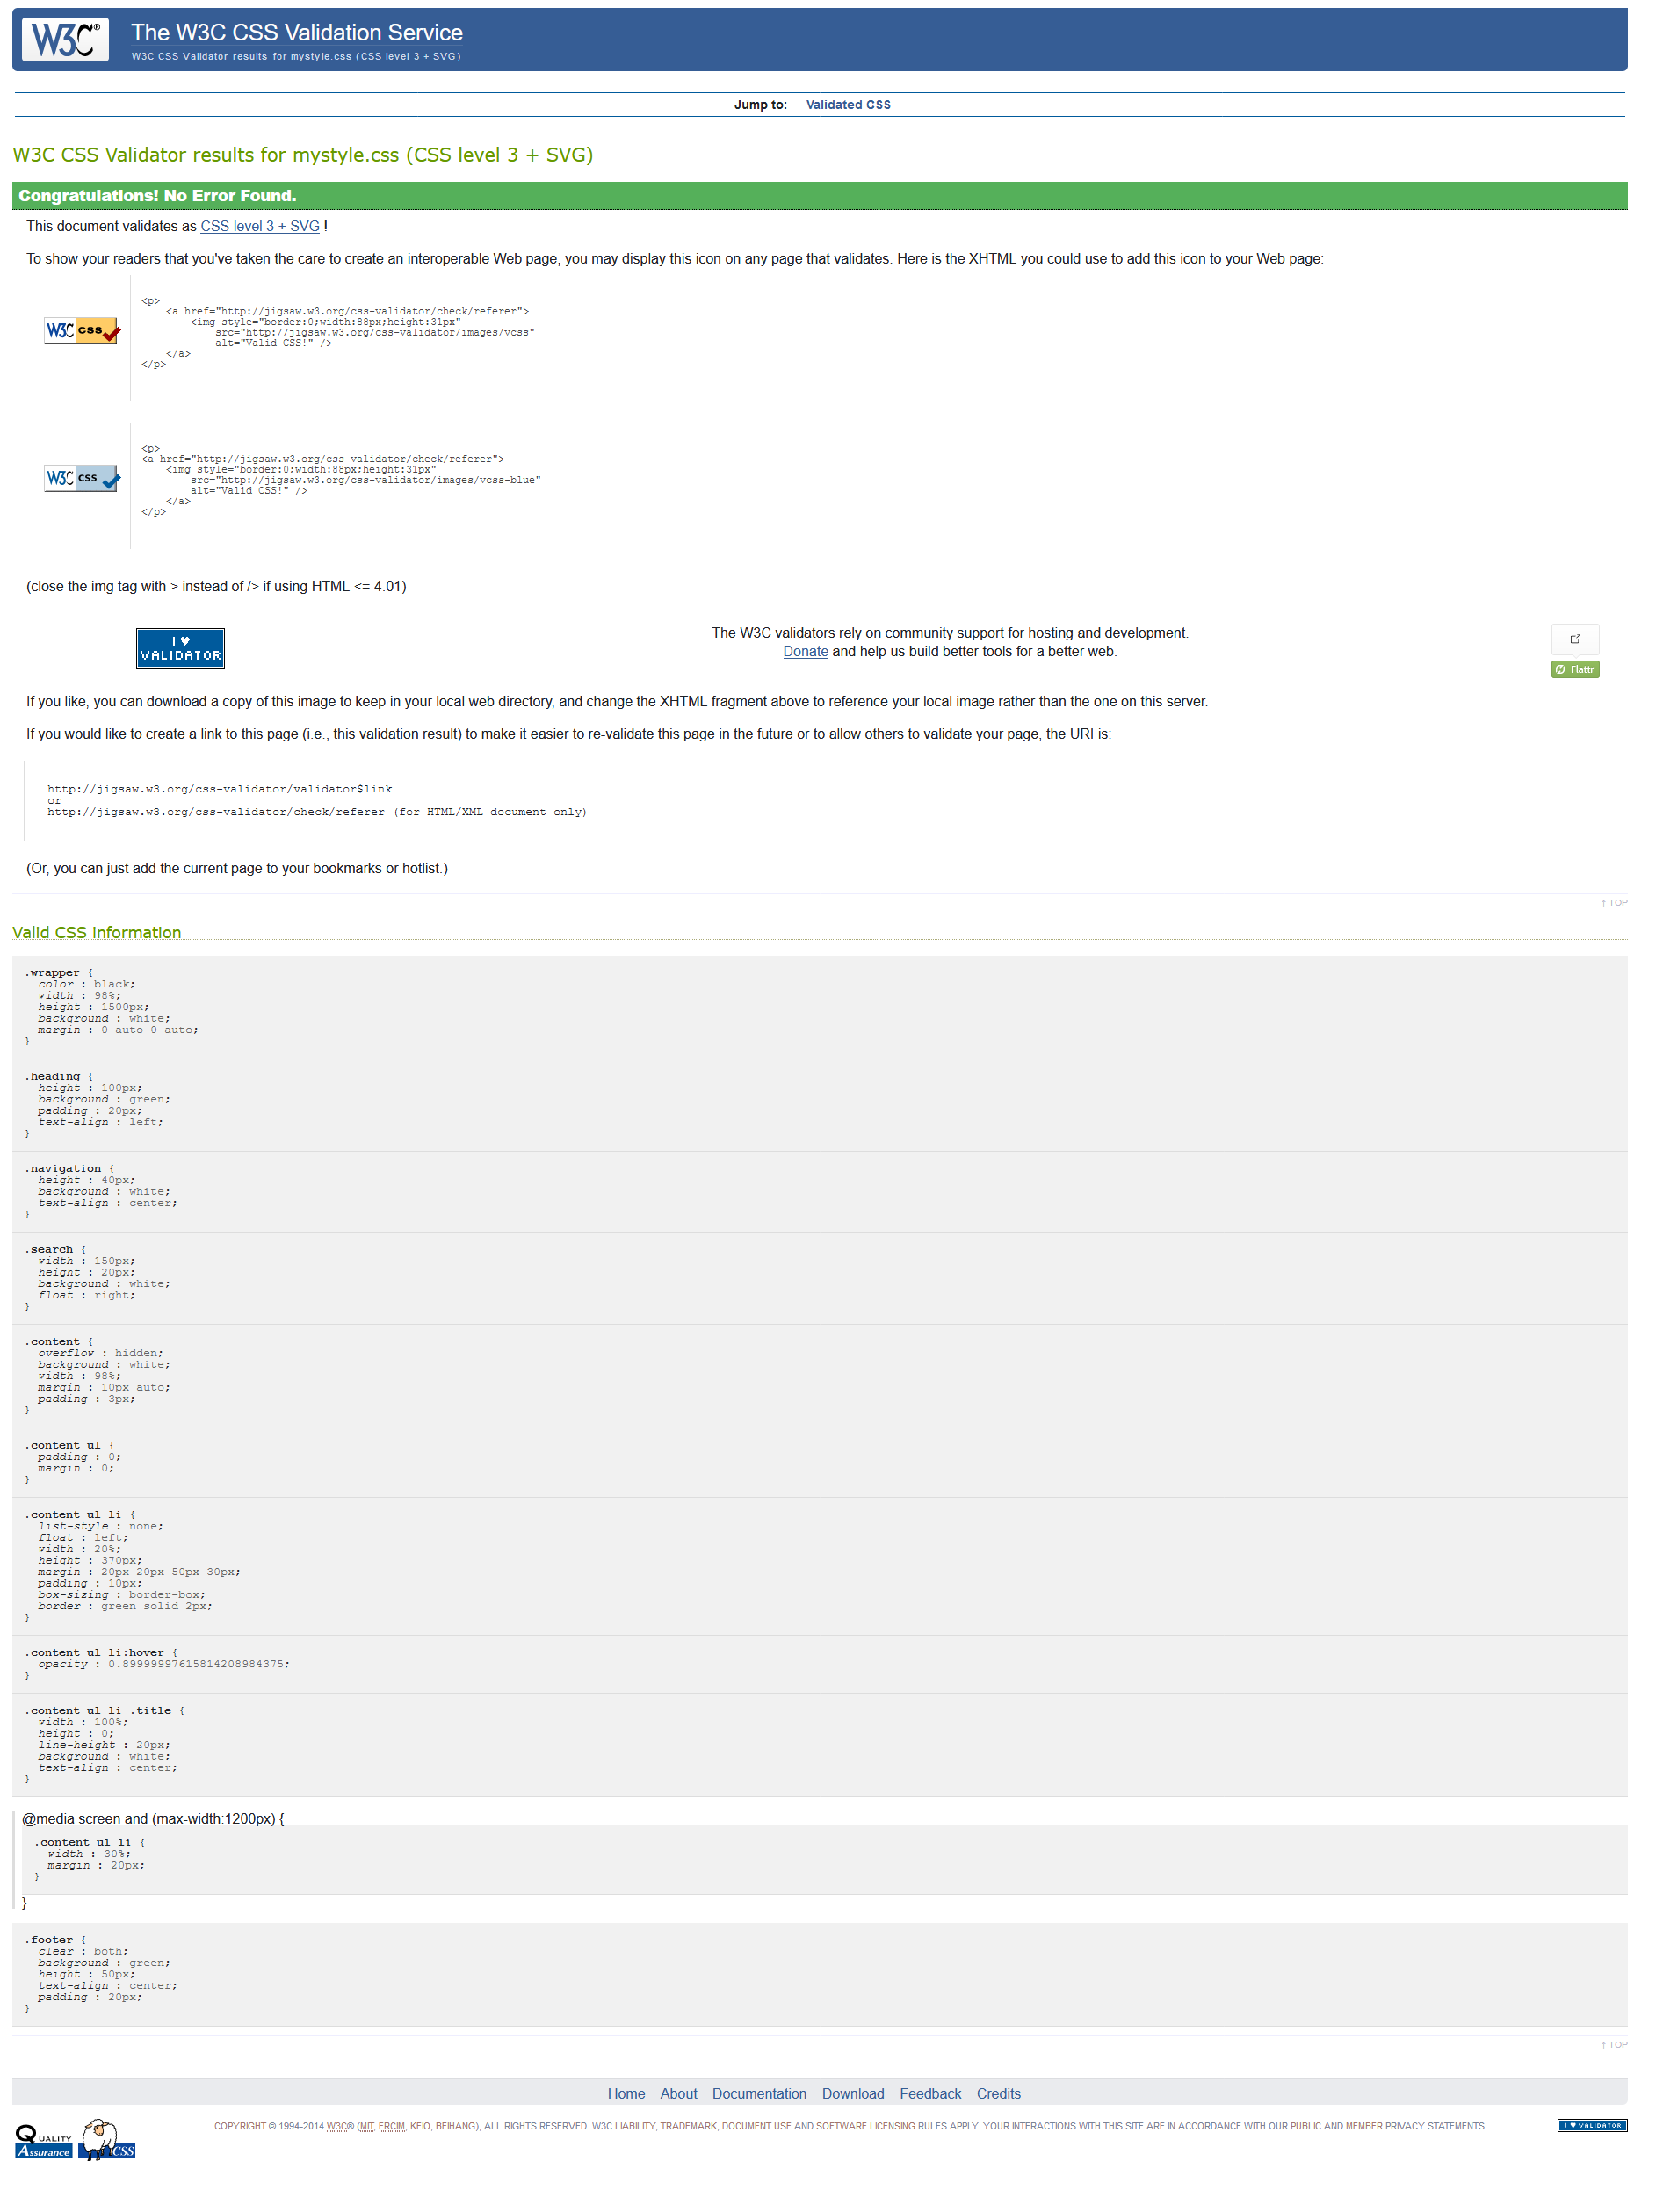 W3C®
The W3C CSS Validation Service
W3C CSS Validator results for mystyle.css (CSS level 3 + SVG)
Jump to: Validated CSS
W3C CSS Validator results for mystyle.css (CSS level 3 + SVG)
Congratulations! No Error Found.
This document validates as CSS level 3 + SVG !
To show your readers that you've taken the care to create an interoperable Web page, you may display this icon on any page that validates. Here is the XHTML you could use to add this icon to your Web page:
W3C css
<p>
<a href="http://jigsaw.w3.org/css-validator/check/referer">
<img style="border:0;width:88px;height:31px"
src="http://jigsaw.w3.org/css-validator/images/vcss"
alt="Valid CSS!" />
</a>
</p>
W3C css
<p>
<a href="http://jigsaw.w3.org/css-validator/check/referer">
<img style="border:0;width:88px;height:31px"
src="http://jigsaw.w3.org/css-validator/images/vcss-blue"
alt="Valid CSS!" />
</a>
</p>
(close the img tag with > instead of /> if using HTML <= 4.01)
I ♥
VALIDATOR
The W3C validators rely on community support for hosting and development.
Donate and help us build better tools for a better web.
Flattr
If you like, you can download a copy of this image to keep in your local web directory, and change the XHTML fragment above to reference your local image rather than the one on this server.
If you would like to create a link to this page (i.e., this validation result) to make it easier to re-validate this page in the future or to allow others to validate your page, the URI is:
http://jigsaw.w3.org/css-validator/validator$link
or
http://jigsaw.w3.org/css-validator/check/referer (for HTML/XML document only)
(Or, you can just add the current page to your bookmarks or hotlist.)
↑ TOP
Valid CSS information
.wrapper {
color : black;
width : 98%;
height : 1500px;
background : white;
margin : 0 auto 0 auto;
}
.heading {
height : 100px;
background : green;
padding : 20px;
text-align : left;
}
.navigation {
height : 40px;
background : white;
text-align : center;
}
.search {
width : 150px;
height : 20px;
background : white;
float : right;
}
.content {
overflow : hidden;
background : white;
width : 98%;
margin : 10px auto;
padding : 3px;
}
.content ul {
padding : 0;
margin : 0;
}
.content ul li {
list-style : none;
float : left;
width : 20%;
height : 370px;
margin : 20px 20px 50px 30px;
padding : 10px;
box-sizing : border-box;
border : green solid 2px;
}
.content ul li:hover {
opacity : 0.89999997615814208984375;
}
.content ul li .title {
width : 100%;
height : 0;
line-height : 20px;
background : white;
text-align : center;
}
@media screen and (max-width:1200px) {
.content ul li {
width : 30%;
margin : 20px;
}
}
.footer {
clear : both;
background : green;
height : 50px;
text-align : center;
padding : 20px;
}
↑ TOP
Home About Documentation Download Feedback Credits
Quality
Assurance
CSS
COPYRIGHT © 1994-2014 W3C® (MIT, ERCIM, KEIO, BEIHANG), ALL RIGHTS RESERVED. W3C LIABILITY, TRADEMARK, DOCUMENT USE AND SOFTWARE LICENSING RULES APPLY. YOUR INTERACTIONS WITH THIS SITE ARE IN ACCORDANCE WITH OUR PUBLIC AND MEMBER PRIVACY STATEMENTS.
I ♥ VALIDATOR